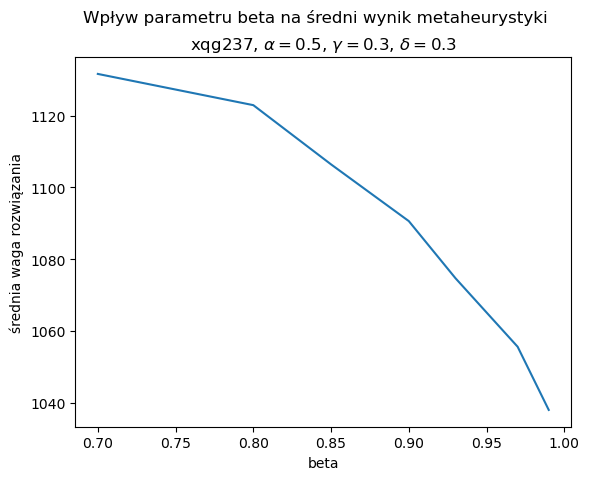 Wpływ parametru beta na średni wynik metaheurystyki
xqg237, α = 0.5, γ = 0.3, δ = 0.3
1120
1100
1080
1060
1040
średnia waga rozwiązania
0.70 0.75 0.80 0.85 0.90 0.95 1.00
beta